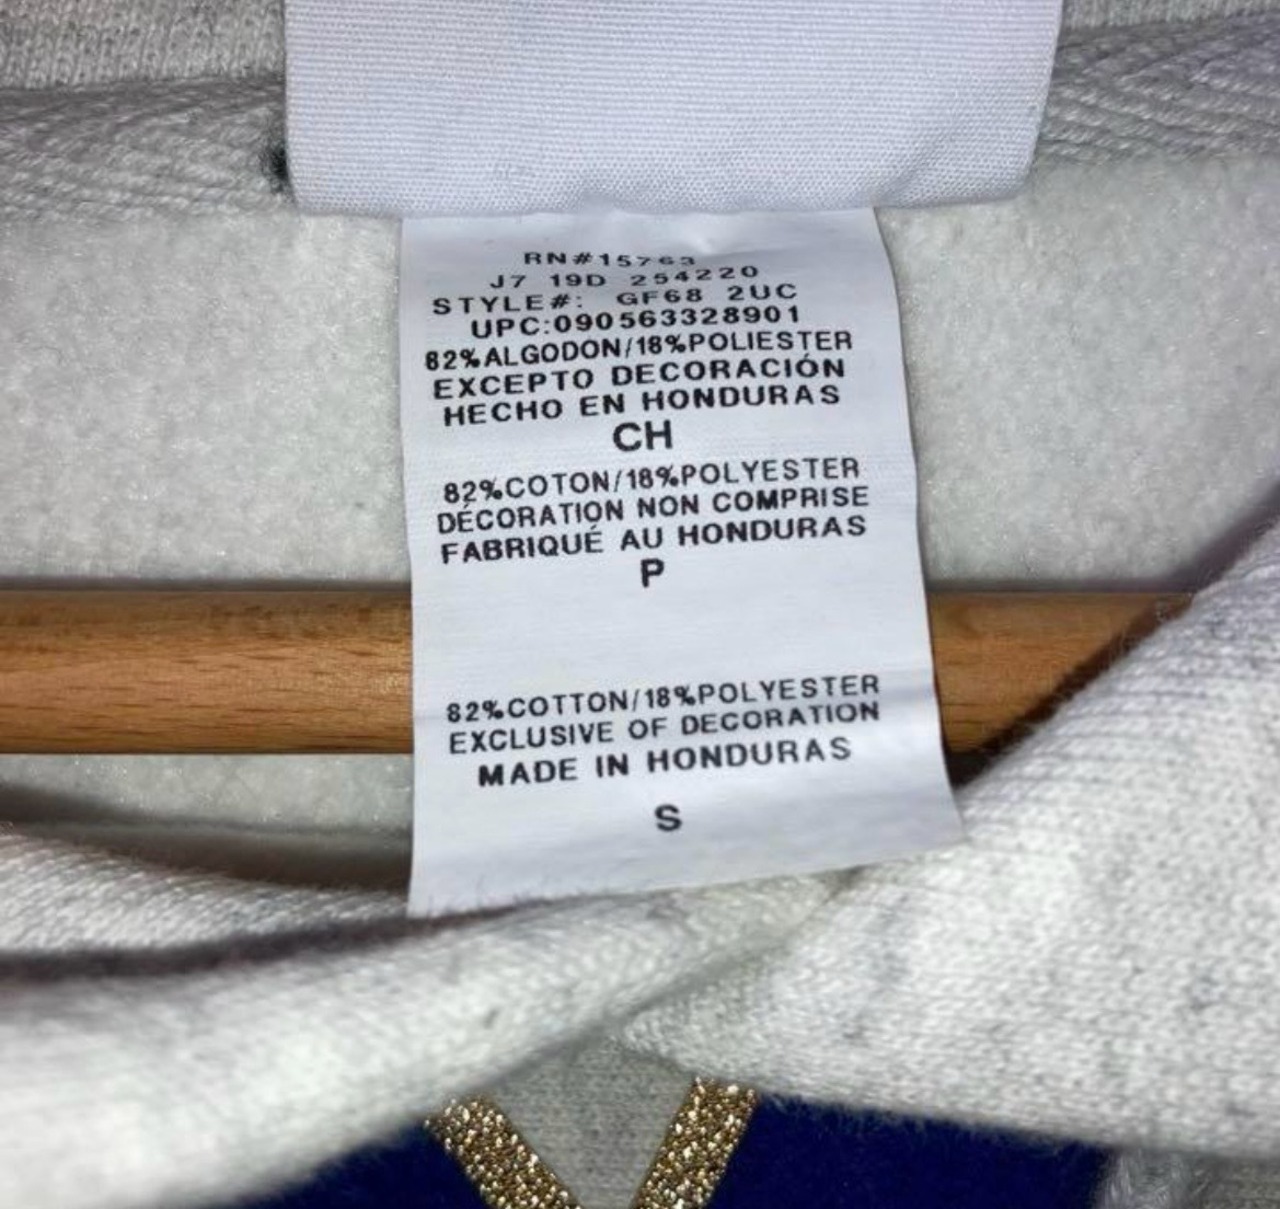 RN#15763
J7 19D 254220
STYLE#: GF68 2UC
UPC:090563328901
82%ALGODON/18%POLIESTER
EXCEPTO DECORACIÓN
HECHO EN HONDURAS
CH
82%COTON/18%POLYESTER
DÉCORATION NON COMPRISE
FABRIQUÉ AU HONDURAS
P
82%COTTON/18%POLYESTER
EXCLUSIVE OF DECORATION
MADE IN HONDURAS
S